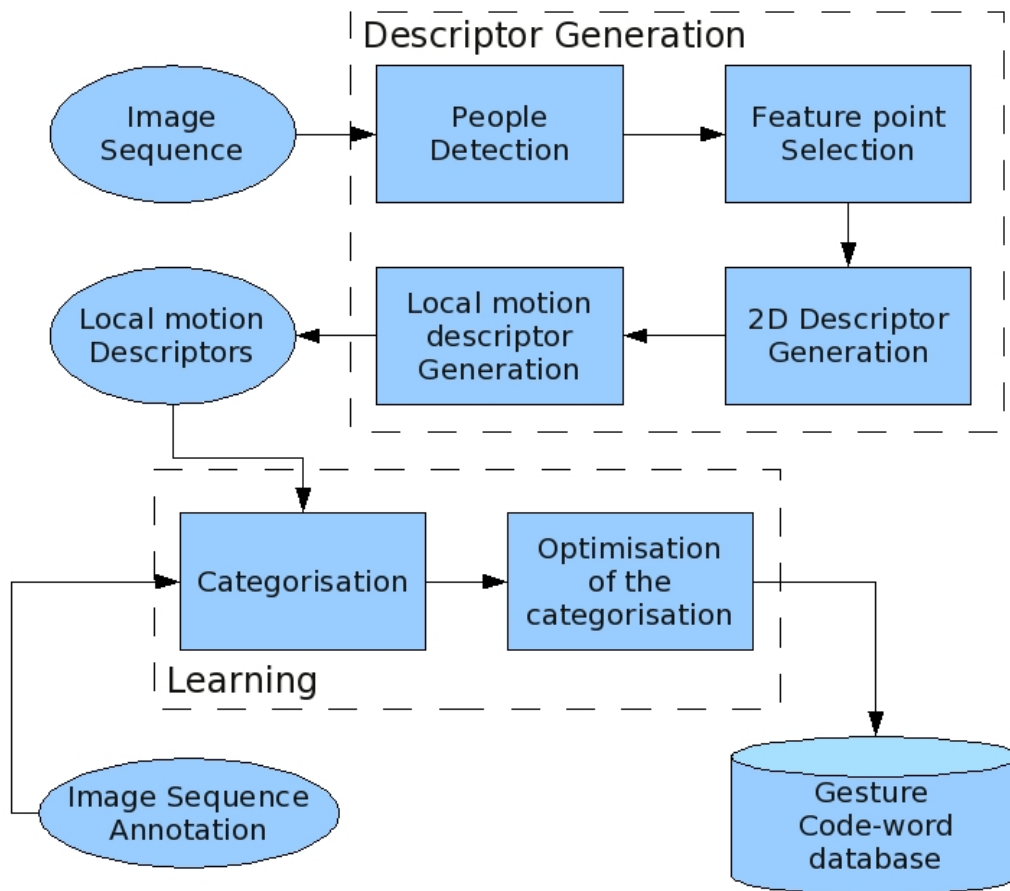 Descriptor Generation
Image
Sequence
People
Detection
Feature point
Selection
Local motion
Descriptors
Local motion
descriptor
Generation
2D Descriptor
Generation
Categorisation
Optimisation
of the
categorisation
Learning
Image Sequence
Annotation
Gesture
Code-word
database